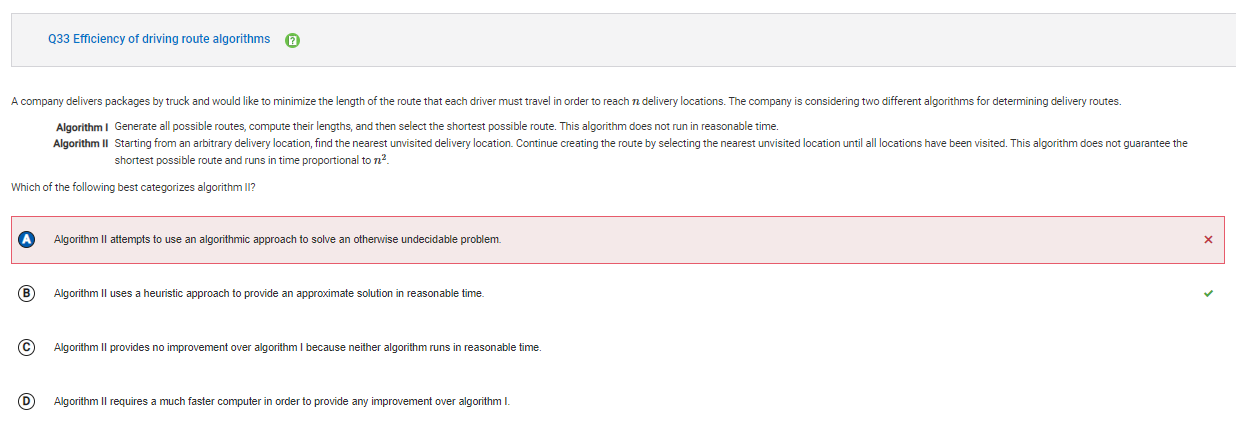 Q33 Efficiency of driving route algorithms
A company delivers packages by truck and would like to minimize the length of the route that each driver must travel in order to reach n delivery locations. The company is considering two different algorithms for determining delivery routes.
Algorithm I Generate all possible routes, compute their lengths, and then select the shortest possible route. This algorithm does not run in reasonable time.
Algorithm II Starting from an arbitrary delivery location, find the nearest unvisited delivery location. Continue creating the route by selecting the nearest unvisited location until all locations have been visited. This algorithm does not guarantee the
shortest possible route and runs in time proportional to n².
Which of the following best categorizes algorithm II?
A Algorithm II attempts to use an algorithmic approach to solve an otherwise undecidable problem.
B Algorithm II uses a heuristic approach to provide an approximate solution in reasonable time.
C Algorithm II provides no improvement over algorithm I because neither algorithm runs in reasonable time.
D Algorithm II requires a much faster computer in order to provide any improvement over algorithm I.